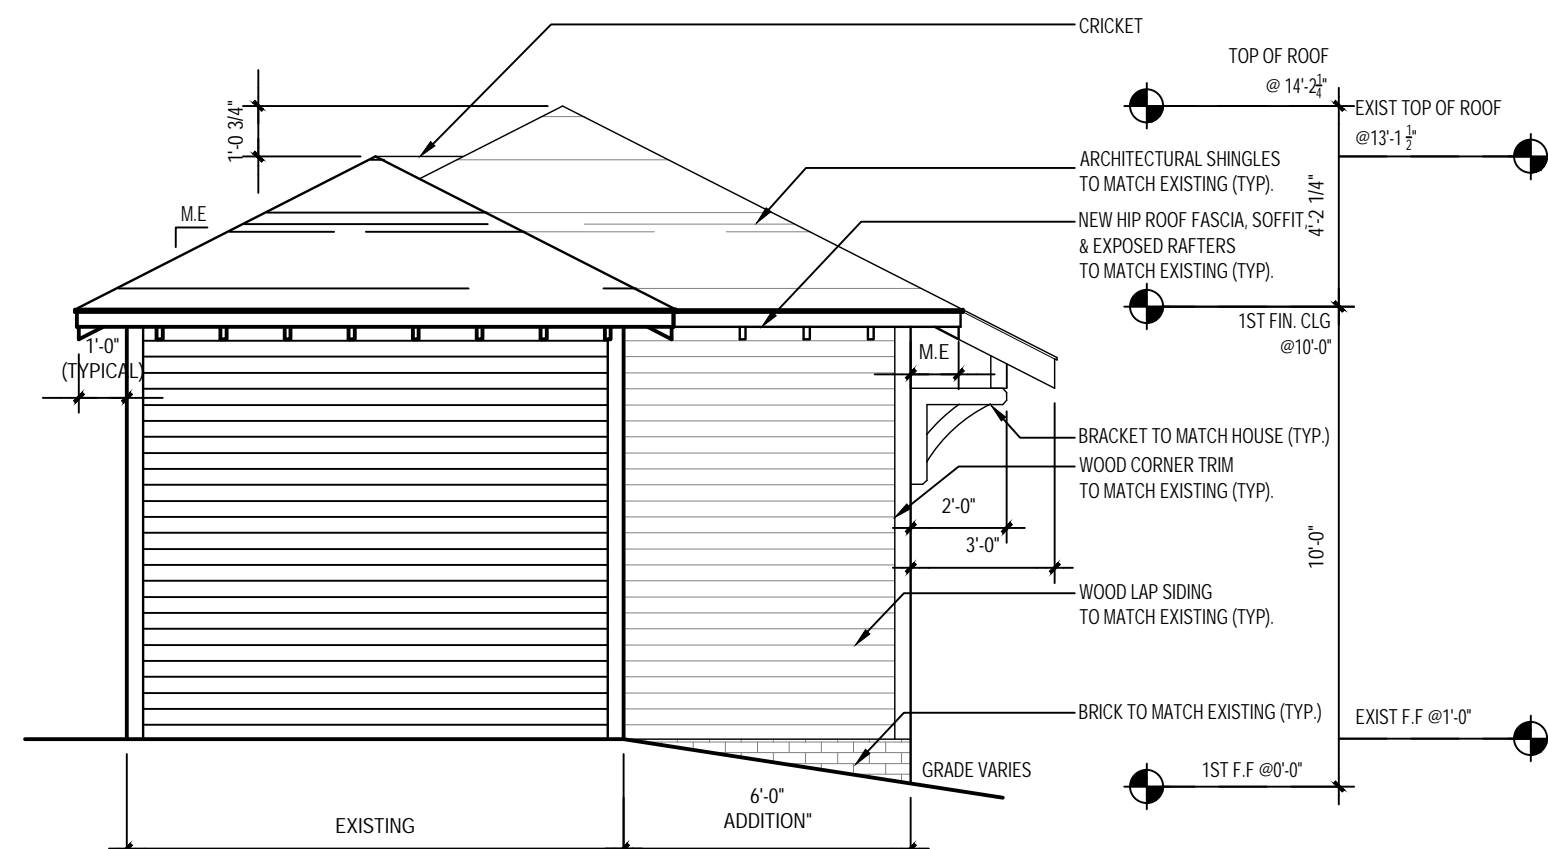 CRICKET
TOP OF ROOF
@ 14'-2 1/4"
EXIST TOP OF ROOF
@13'-1 1/2"
1'-0 3/4"
ARCHITECTURAL SHINGLES
TO MATCH EXISTING (TYP).
4'-2 1/4"
M.E
NEW HIP ROOF FASCIA, SOFFIT,
& EXPOSED RAFTERS
TO MATCH EXISTING (TYP).
1ST FIN. CLG
@10'-0"
1'-0"
(TYPICAL)
M.E
BRACKET TO MATCH HOUSE (TYP.)
WOOD CORNER TRIM
TO MATCH EXISTING (TYP).
2'-0"
3'-0"
10'-0"
WOOD LAP SIDING
TO MATCH EXISTING (TYP).
BRICK TO MATCH EXISTING (TYP.)
EXIST F.F @1'-0"
GRADE VARIES
1ST F.F @0'-0"
6'-0"
ADDITION"
EXISTING